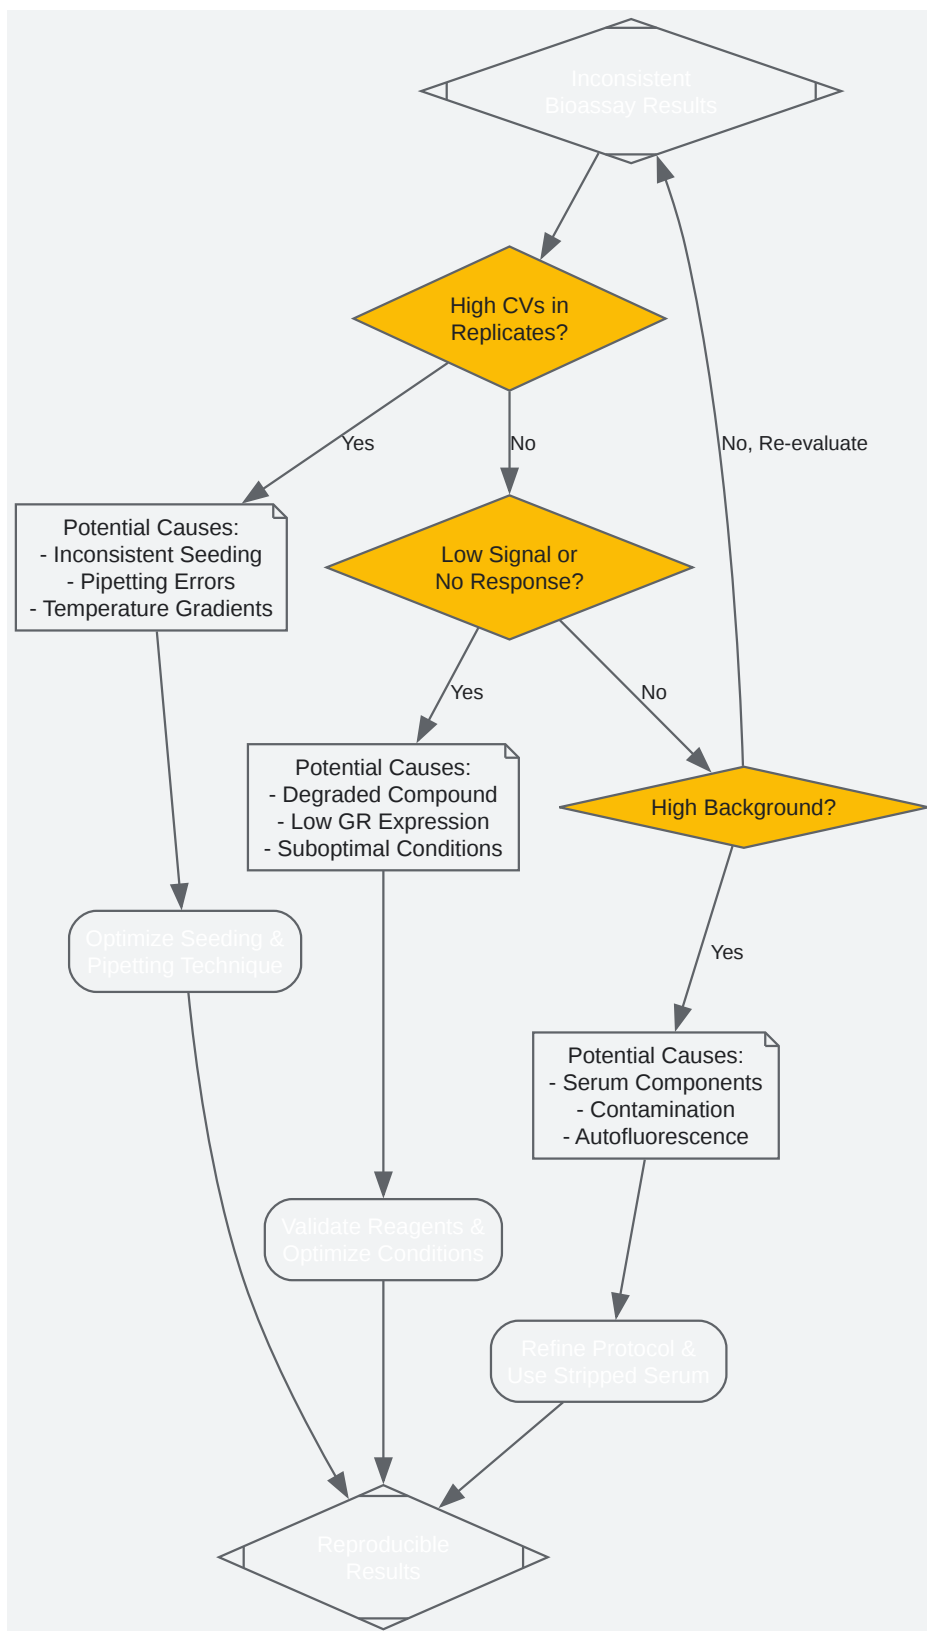 Inconsistent
Bioassay Results
High CVs in
Replicates?
Yes
No
No, Re-evaluate
Potential Causes:
- Inconsistent Seeding
- Pipetting Errors
- Temperature Gradients
Low Signal or
No Response?
Yes
No
Potential Causes:
- Degraded Compound
- Low GR Expression
- Suboptimal Conditions
High Background?
Optimize Seeding &
Pipetting Technique
Yes
Potential Causes:
- Serum Components
- Contamination
- Autofluorescence
Validate Reagents &
Optimize Conditions
Refine Protocol &
Use Stripped Serum
Reproducible
Results